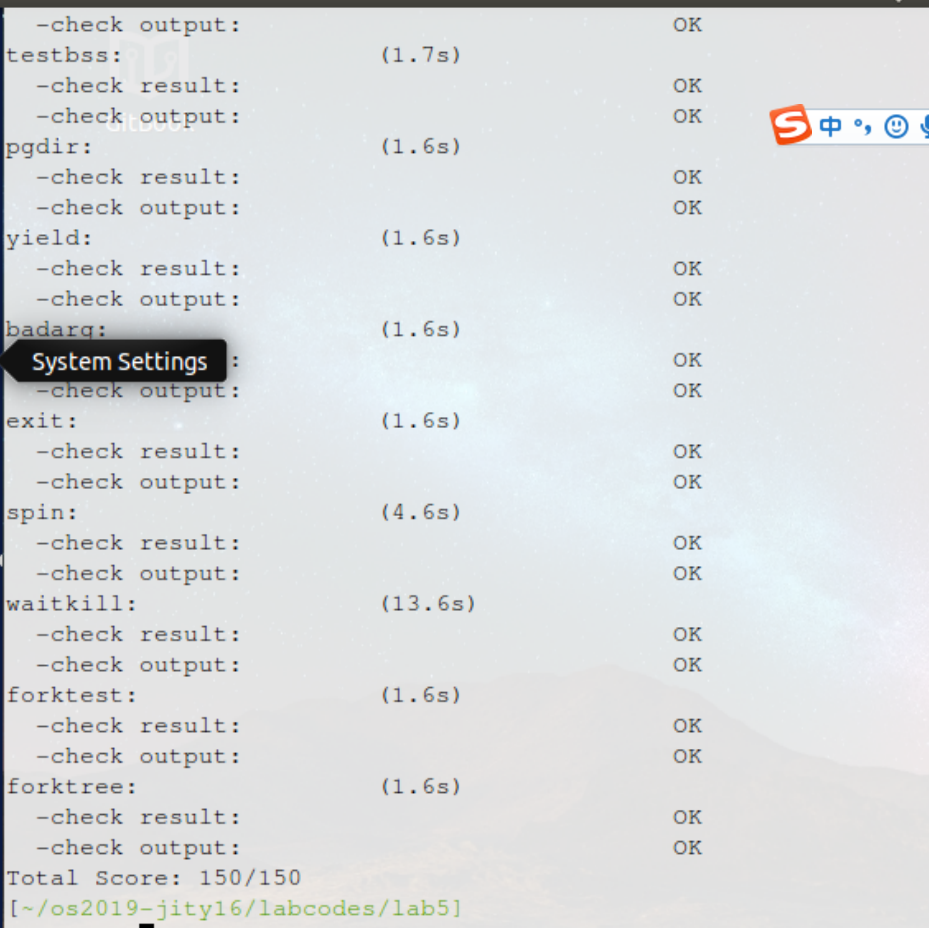 -check output: OK
testbss: (1.7s)
-check result: OK
-check output: OK
GitBook
中
pgdir: (1.6s)
-check result: OK
-check output: OK
yield: (1.6s)
-check result: OK
-check output: OK
badarg: (1.6s)
System Settings : OK
-check output: OK
exit: (1.6s)
-check result: OK
-check output: OK
spin: (4.6s)
-check result: OK
-check output: OK
waitkill: (13.6s)
-check result: OK
-check output: OK
forktest: (1.6s)
-check result: OK
-check output: OK
forktree: (1.6s)
-check result: OK
-check output: OK
Total Score: 150/150
[~/os2019-jity16/labcodes/lab5]